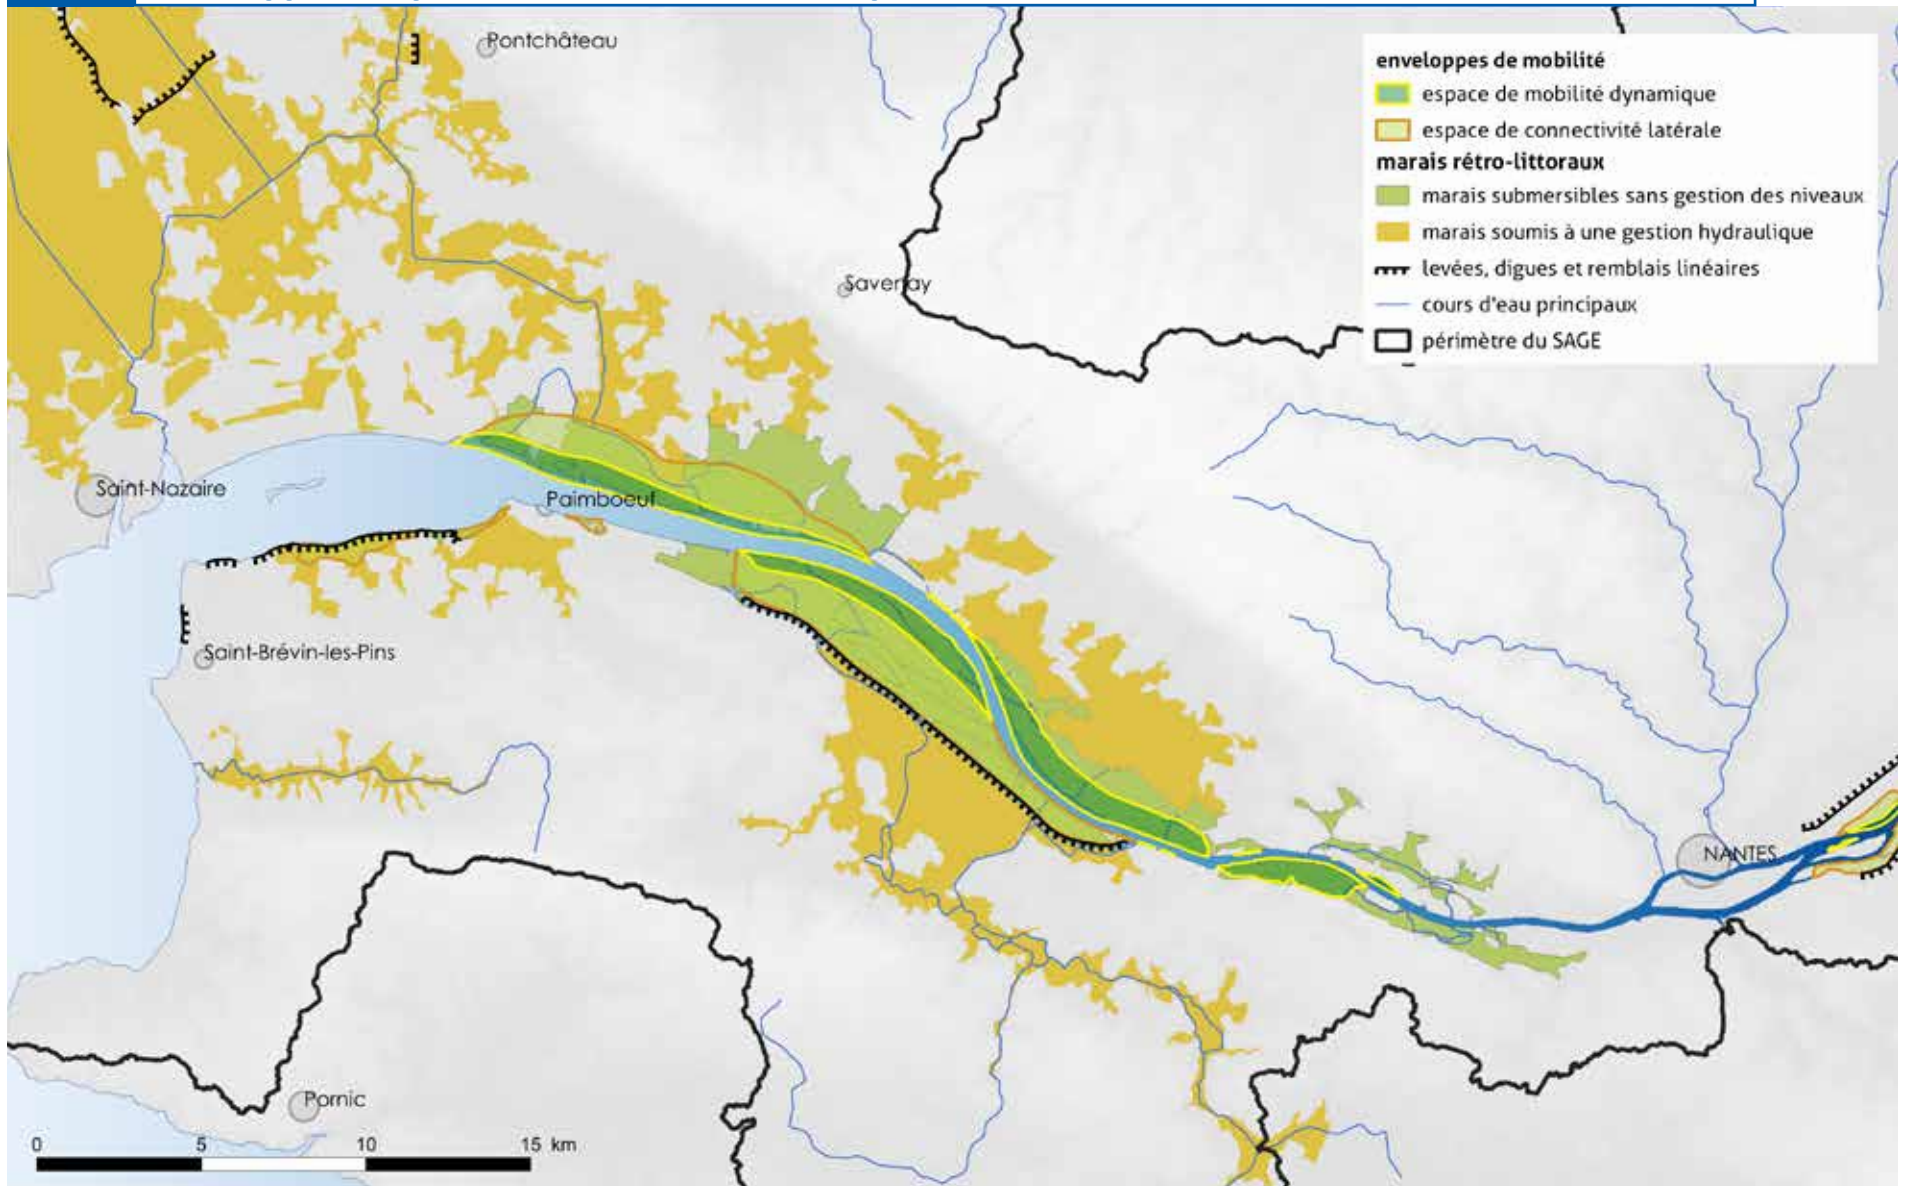 Pontchâteau
enveloppes de mobilité
espace de mobilité dynamique
espace de connectivité latérale
marais rétro-littoraux
marais submersibles sans gestion des niveaux
marais soumis à une gestion hydraulique
levées, digues et remblais linéaires
cours d'eau principaux
périmètre du SAGE
Savenay
Saint-Nazaire
Paimboeuf
Saint-Brévin-les-Pins
NANTES
Pornic
0 5 10 15 km